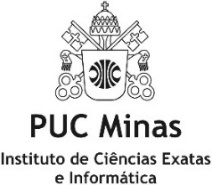 PUC Minas
Instituto de Ciências Exatas
e Informática